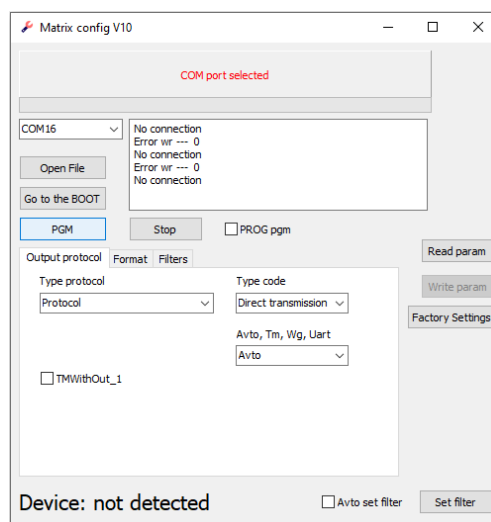 Matrix config V10
COM port selected
COM16
No connection
Error wr --- 0
No connection
Error wr --- 0
No connection
Open File
Go to the BOOT
PGM
Stop
PROG pgm
Output protocol
Format
Filters
Read param
Type protocol
Type code
Protocol
Direct transmission
Write param
Factory Settings
Avto, Tm, Wg, Uart
Avto
TMWithOut_1
Device: not detected
Avto set filter
Set filter